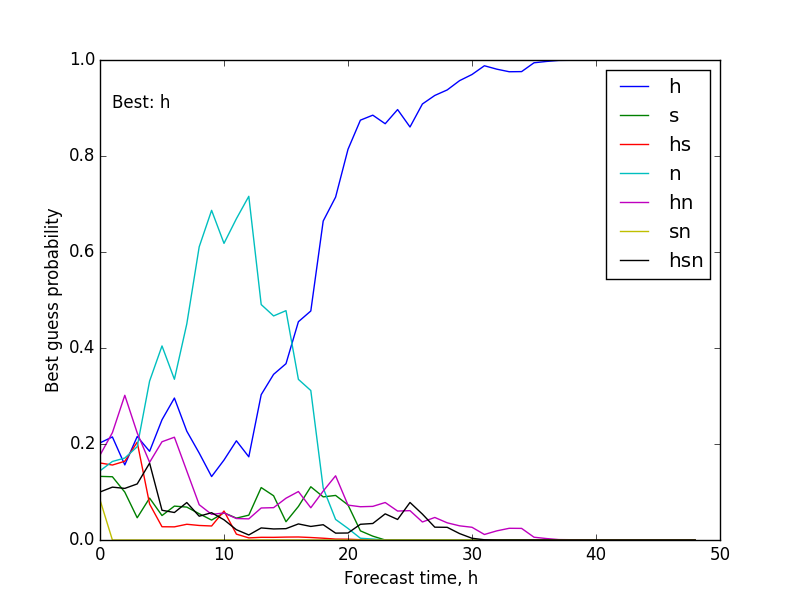 1.0
Best: h
h
s
0.8
hs
n
hn
sn
0.6
hsn
Best guess probability
0.4
0.2
0.0
0 10 20 30 40 50
Forecast time, h